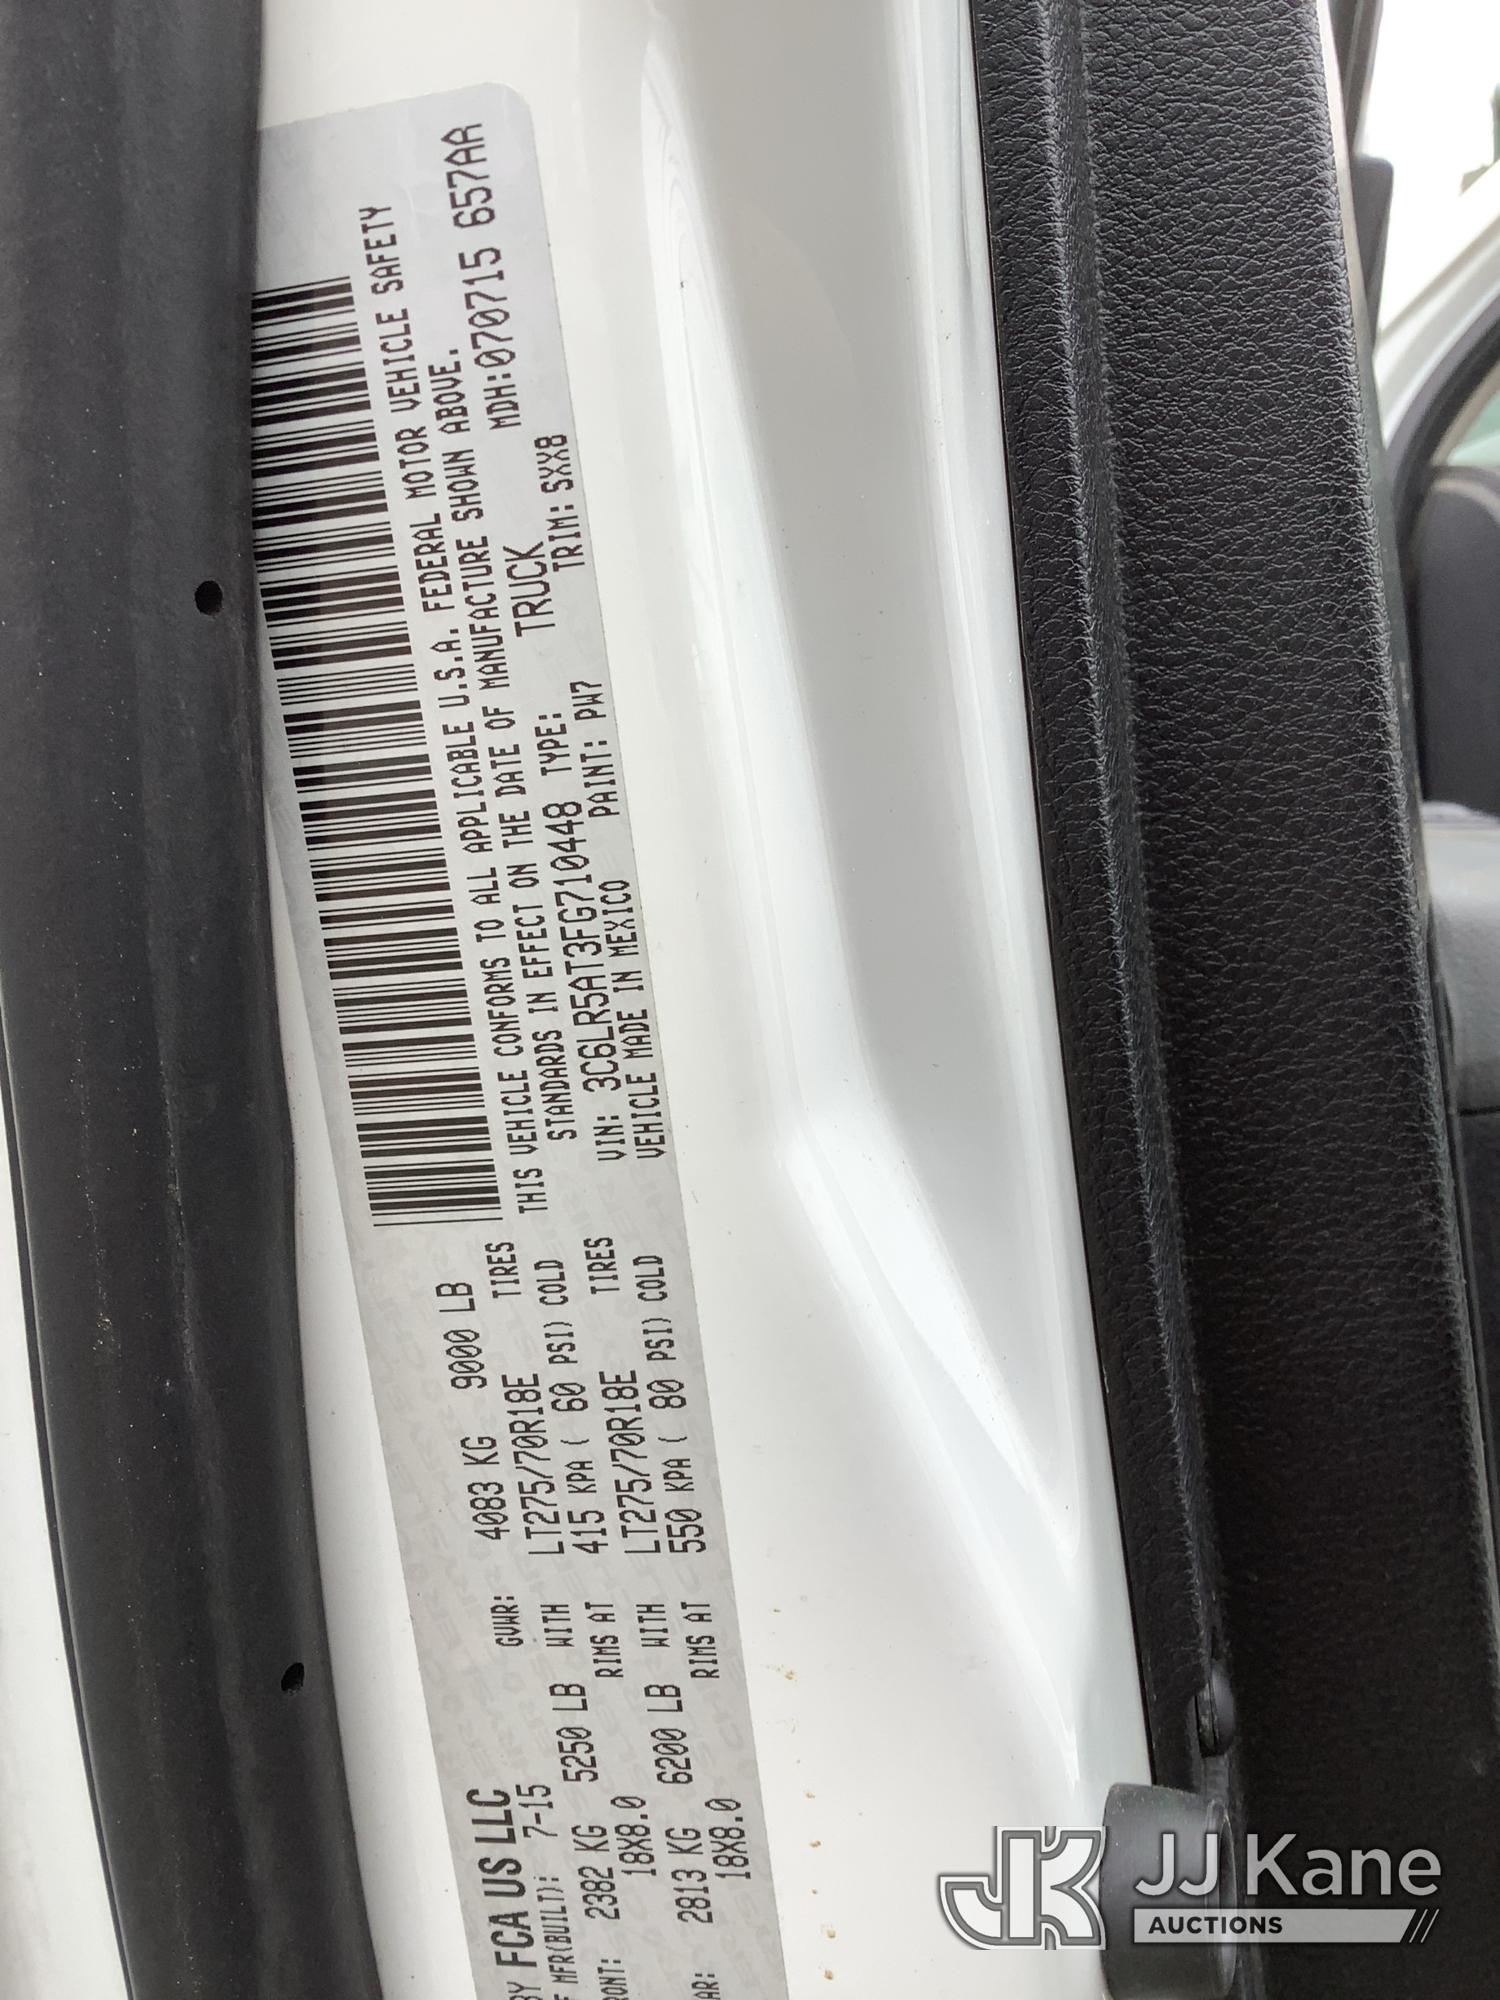 BY FCA US LLC GVWR: 4083 KG 9000 LB
F MFR(BUILT): 7-15 TIRES
RONT: 2382 KG 5250 LB WITH LT275/70R18E
18X8.0 RIMS AT 415 KPA ( 60 PSI) COLD
TIRES
AR: 2813 KG 6200 LB WITH LT275/70R18E
18X8.0 RIMS AT 550 KPA ( 80 PSI) COLD
THIS VEHICLE CONFORMS TO ALL APPLICABLE U.S.A. FEDERAL MOTOR VEHICLE SAFETY
STANDARDS IN EFFECT ON THE DATE OF MANUFACTURE SHOWN ABOVE.
MDH:070715 657AA
VIN: 3C6LR5AT3FG710448 TYPE: TRUCK
VEHICLE MADE IN MEXICO PAINT: PW7 TRIM: SXX8
JK JJ Kane
AUCTIONS